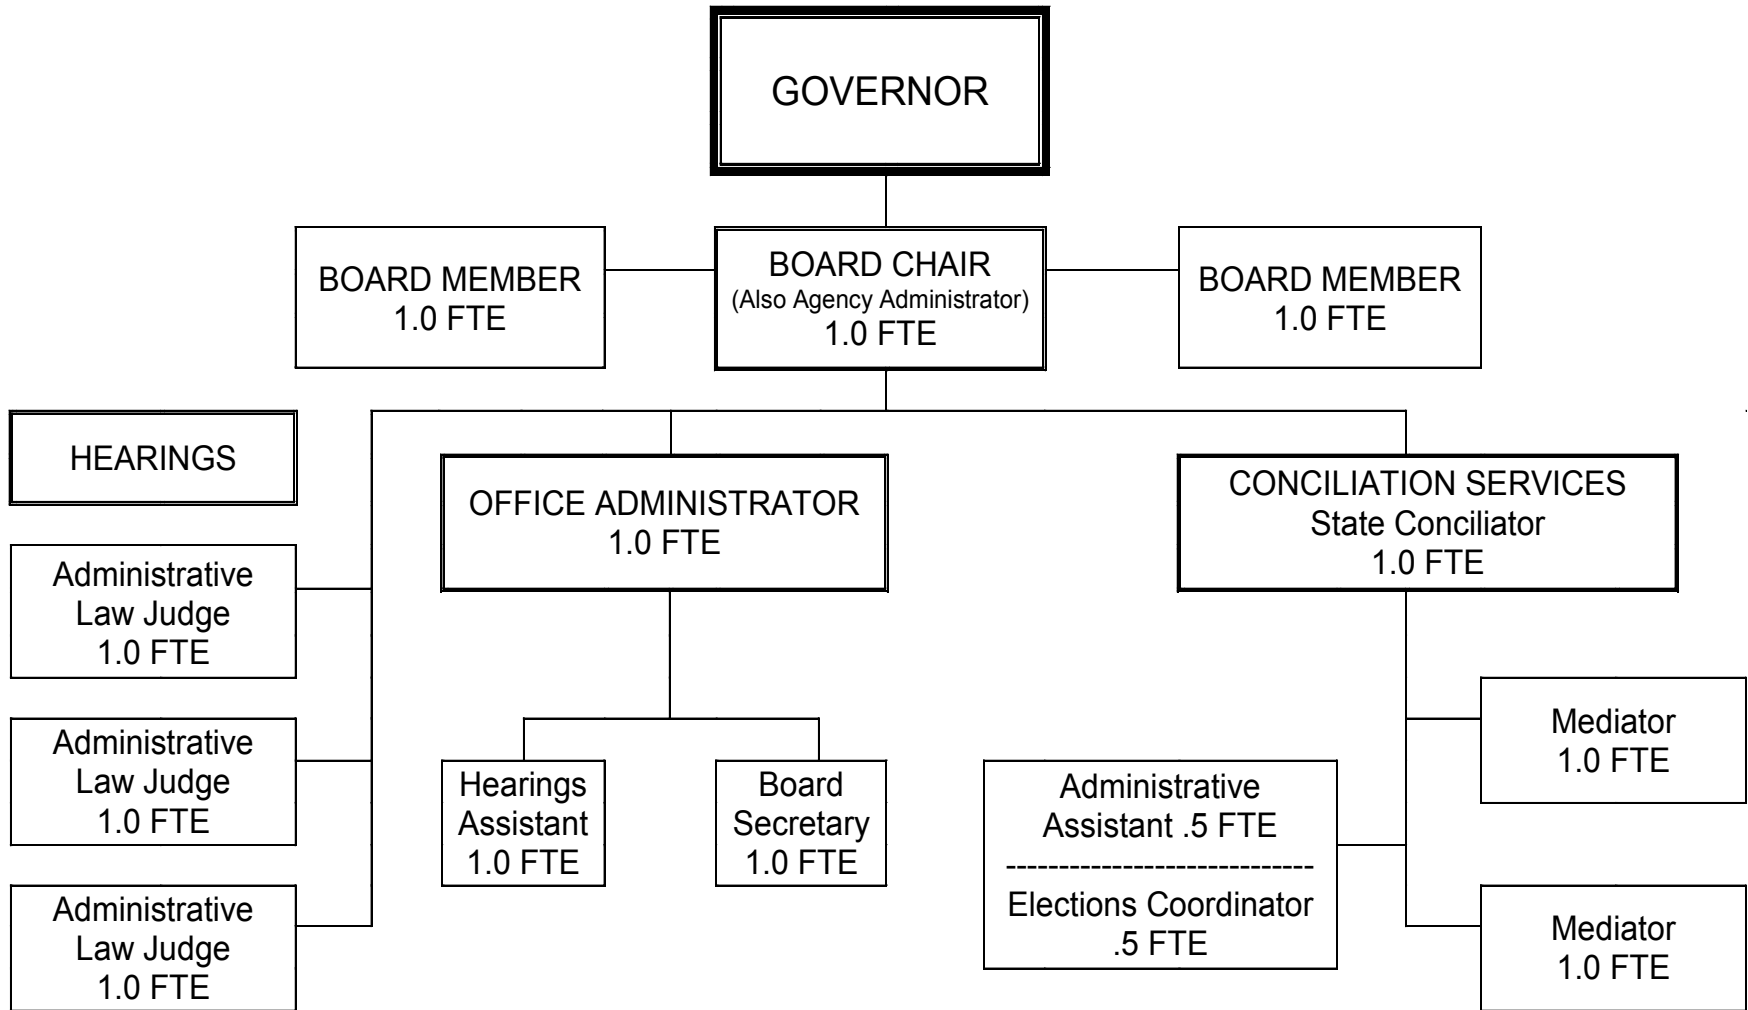 GOVERNOR
BOARD MEMBER
1.0 FTE
BOARD CHAIR
(Also Agency Administrator)
1.0 FTE
BOARD MEMBER
1.0 FTE
HEARINGS
OFFICE ADMINISTRATOR
1.0 FTE
CONCILIATION SERVICES
State Conciliator
1.0 FTE
Administrative
Law Judge
1.0 FTE
Administrative
Law Judge
1.0 FTE
Administrative
Law Judge
1.0 FTE
Hearings
Assistant
1.0 FTE
Board
Secretary
1.0 FTE
Administrative
Assistant .5 FTE
-----------------------------
Elections Coordinator
.5 FTE
Mediator
1.0 FTE
Mediator
1.0 FTE